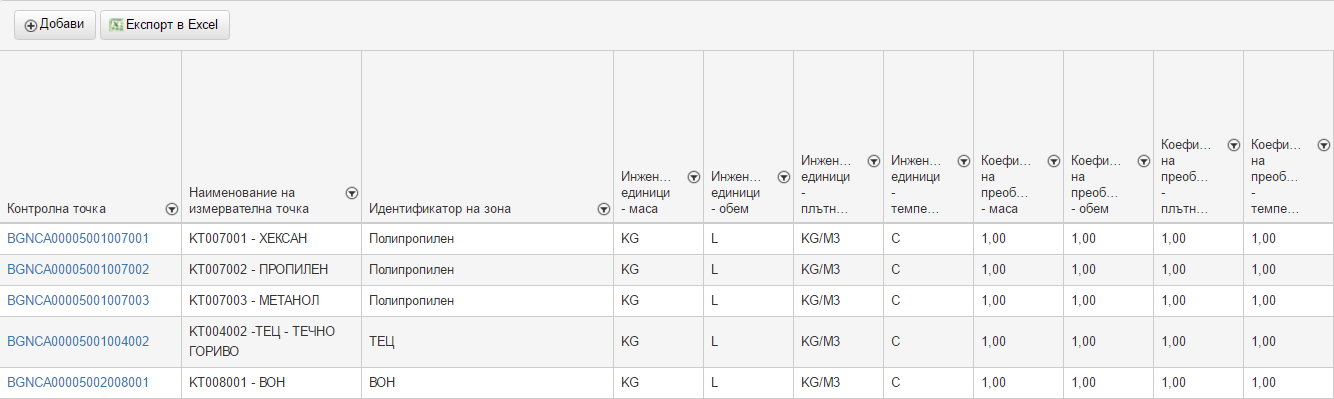 Добави Експорт в Excel
Контролна точка
Наименование на
измервателна точка
Идентификатор на зона
Инжен…
единици
- маса
Инжен…
единици
- обем
Инжен…
единици
-
плътн…
Инжен…
единици
-
темпе…
Коефи…
на
преоб…
- маса
Коефи…
на
преоб…
- обем
Коефи…
на
преоб…
-
плътн…
Коефи…
на
преоб…
-
темпе…
BGNCA00005001007001 КТ007001 - ХЕКСАН Полипропилен KG L KG/M3 C 1,00 1,00 1,00 1,00
BGNCA00005001007002 КТ007002 - ПРОПИЛЕН Полипропилен KG L KG/M3 C 1,00 1,00 1,00 1,00
BGNCA00005001007003 КТ007003 - МЕТАНОЛ Полипропилен KG L KG/M3 C 1,00 1,00 1,00 1,00
BGNCA00005001004002 КТ004002 -ТЕЦ - ТЕЧНО
ГОРИВО
ТЕЦ KG L KG/M3 C 1,00 1,00 1,00 1,00
BGNCA00005002008001 КТ008001 - ВОН ВОН KG L KG/M3 C 1,00 1,00 1,00 1,00